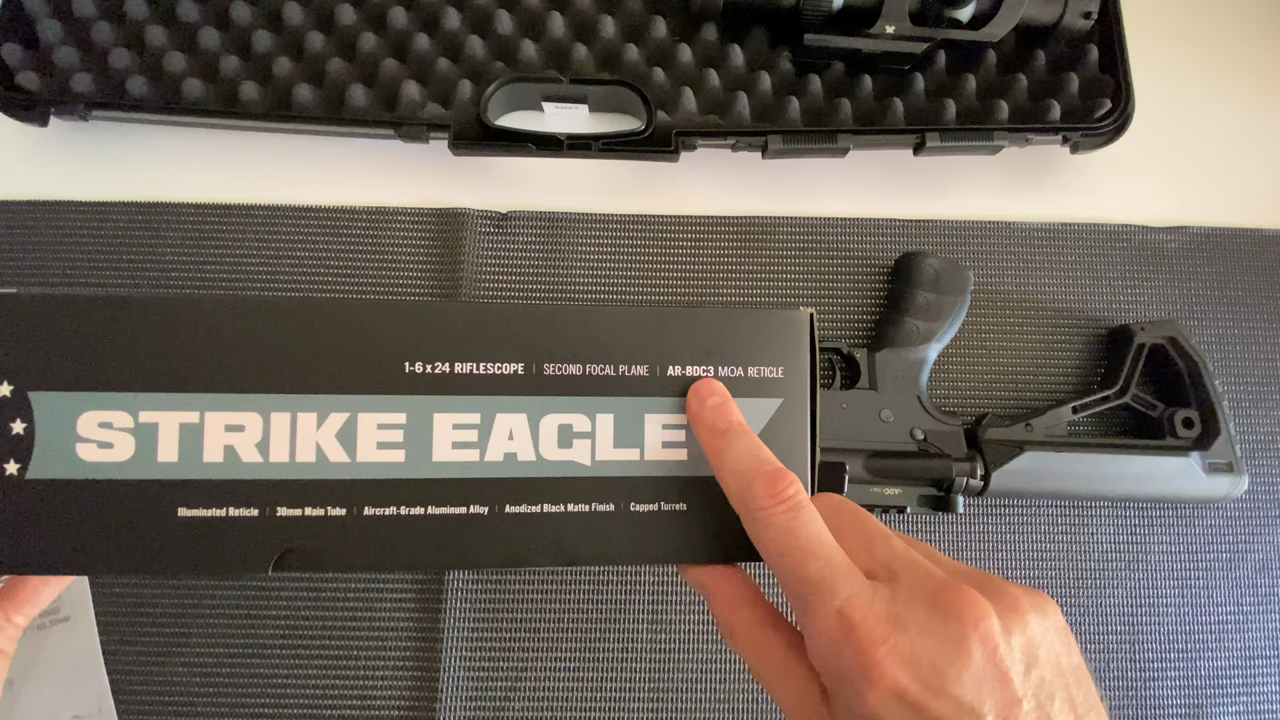 1-6 x 24 RIFLESCOPE | SECOND FOCAL PLANE | AR-BDC3 MOA RETICLE
STRIKE EAGLE
Illuminated Reticle | 30mm Main Tube | Aircraft-Grade Aluminum Alloy | Anodized Black Matte Finish | Capped Turrets